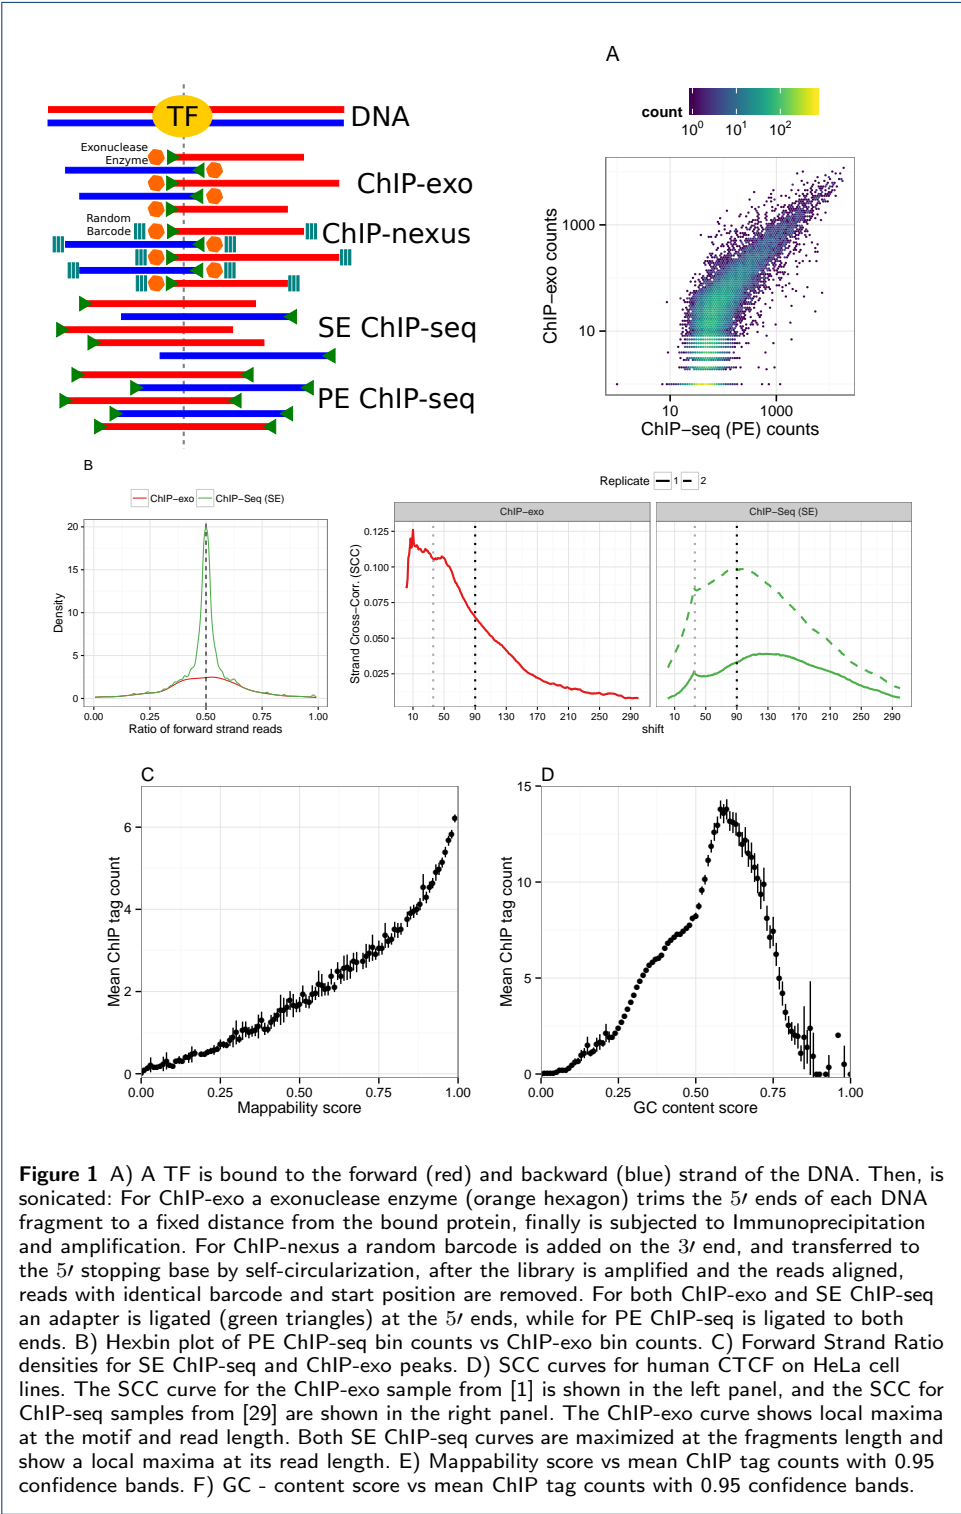 A
TF
DNA
Exonuclease
Enzyme
ChIP-exo
Random
Barcode
ChIP-nexus
SE ChIP-seq
PE ChIP-seq
count
10^0 10^1 10^2
ChIP−exo counts
1000
10
10 1000
ChIP−seq (PE) counts
B
ChIP−exo ChIP−Seq (SE)
Density
20
15
10
5
0
0.00 0.25 0.50 0.75 1.00
Ratio of forward strand reads
Replicate 1 2
ChIP−exo ChIP−Seq (SE)
Strand Cross−Corr. (SCC)
0.125
0.100
0.075
0.050
0.025
10 50 90 130 170 210 250 290 10 50 90 130 170 210 250 290
shift
C
Mean ChIP tag count
6
4
2
0
0.00 0.25 0.50 0.75 1.00
Mappability score
D
Mean ChIP tag count
15
10
5
0
0.00 0.25 0.50 0.75 1.00
GC content score
Figure 1 A) A TF is bound to the forward (red) and backward (blue) strand of the DNA. Then, is
sonicated: For ChIP-exo a exonuclease enzyme (orange hexagon) trims the 5′ ends of each DNA
fragment to a fixed distance from the bound protein, finally is subjected to Immunoprecipitation
and amplification. For ChIP-nexus a random barcode is added on the 3′ end, and transferred to
the 5′ stopping base by self-circularization, after the library is amplified and the reads aligned,
reads with identical barcode and start position are removed. For both ChIP-exo and SE ChIP-seq
an adapter is ligated (green triangles) at the 5′ ends, while for PE ChIP-seq is ligated to both
ends. B) Hexbin plot of PE ChIP-seq bin counts vs ChIP-exo bin counts. C) Forward Strand Ratio
densities for SE ChIP-seq and ChIP-exo peaks. D) SCC curves for human CTCF on HeLa cell
lines. The SCC curve for the ChIP-exo sample from [1] is shown in the left panel, and the SCC for
ChIP-seq samples from [29] are shown in the right panel. The ChIP-exo curve shows local maxima
at the motif and read length. Both SE ChIP-seq curves are maximized at the fragments length and
show a local maxima at its read length. E) Mappability score vs mean ChIP tag counts with 0.95
confidence bands. F) GC - content score vs mean ChIP tag counts with 0.95 confidence bands.